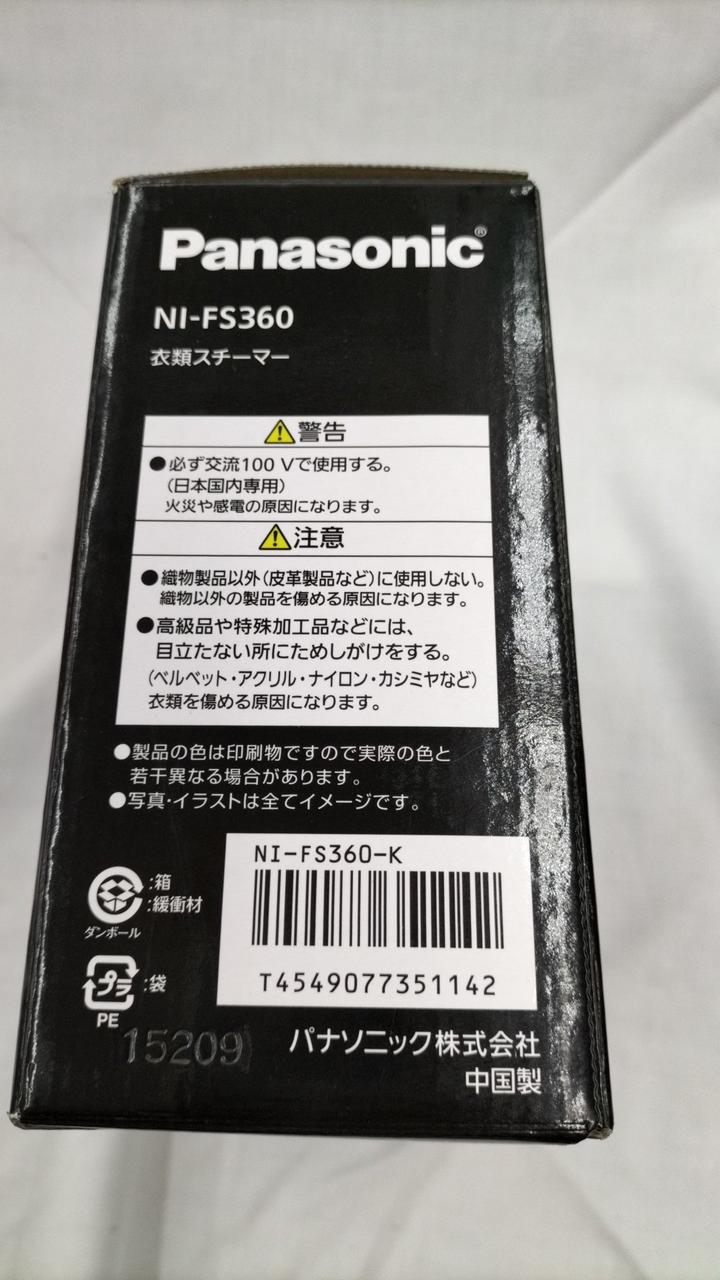 Panasonic®
NI-FS360
衣類スチーマー
⚠警告
●必ず交流100 Vで使用する。
(日本国内専用)
火災や感電の原因になります。
⚠注意
●織物製品以外(皮革製品など)に使用しない。
織物以外の製品を傷める原因になります。
●高級品や特殊加工品などには、
目立たない所にためしがけをする。
(ベルベット・アクリル・ナイロン・カシミヤなど)
衣類を傷める原因になります。
●製品の色は印刷物ですので実際の色と
若干異なる場合があります。
●写真・イラストは全てイメージです。
NI-FS360-K
T4549077351142
:箱
:緩衝材
ダンボール
プラ
:袋
PE
15209
パナソニック株式会社
中国製